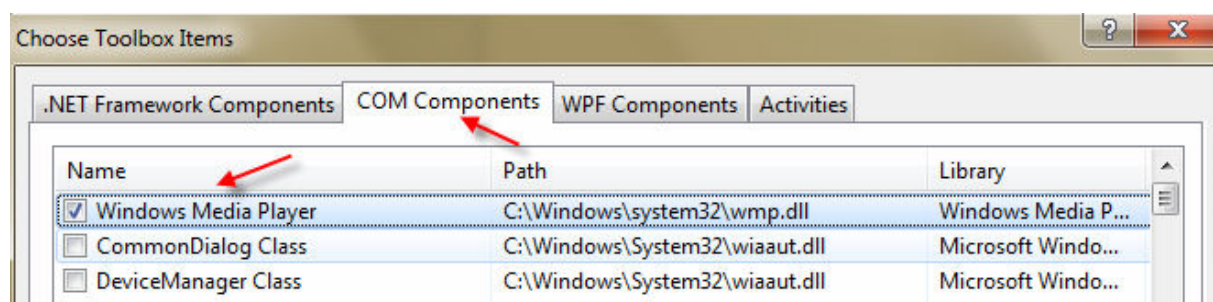 Choose Toolbox Items
.NET Framework Components COM Components WPF Components Activities
Name Path Library
Windows Media Player C:\Windows\system32\wmp.dll Windows Media P...
CommonDialog Class C:\Windows\System32\wiaaut.dll Microsoft Windo...
DeviceManager Class C:\Windows\System32\wiaaut.dll Microsoft Windo...